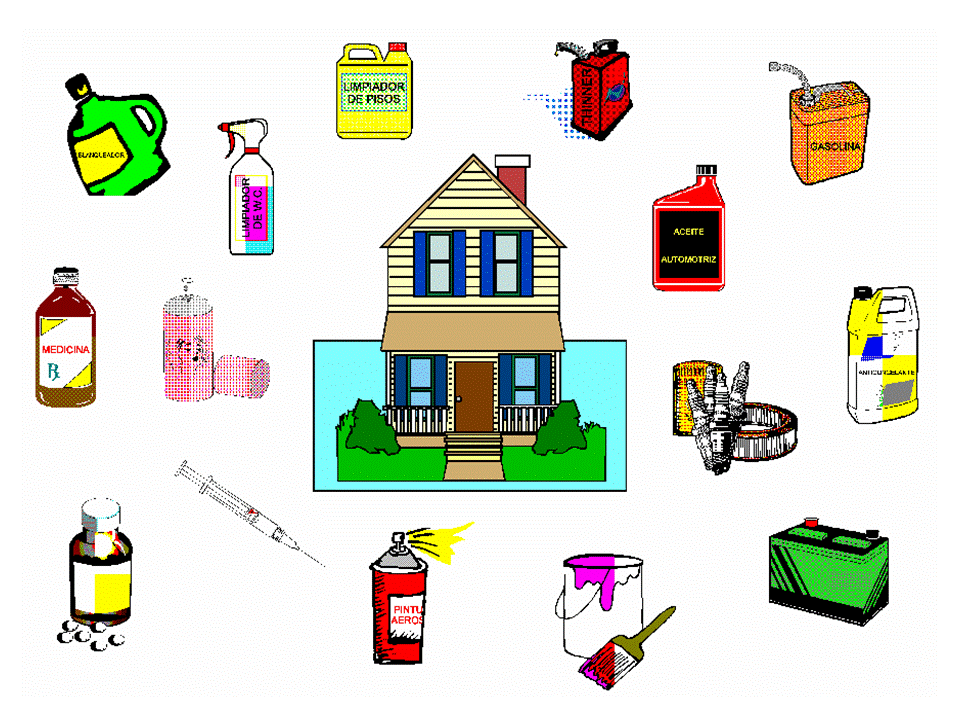 LIMPIADOR
DE PISOS
THINNER
GASOLINA
BLANQUEADOR
LIMPIADOR
DE W.C.
ACEITE
AUTOMOTRIZ
MEDICINA
Rx
ANTICONGELANTE
PINTU
AEROS